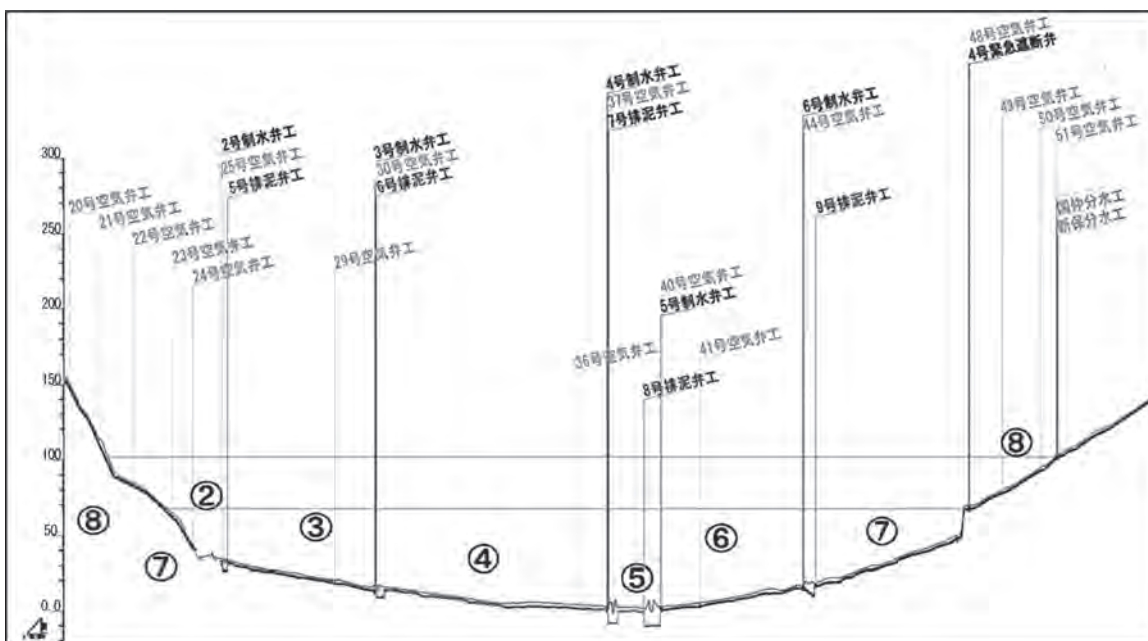 48号空気弁工
4号緊急遮断弁
4号制水弁工
37号空気弁工
7号排泥弁工
6号制水弁工
44号空気弁工
49号空気弁工
50号空気弁工
51号空気弁工
2号制水弁工
25号空気弁工
5号排泥弁工
3号制水弁工
30号空気弁工
6号排泥弁工
300
20号空気弁工
21号空気弁工
22号空気弁工
23号空気弁工
24号空気弁工
29号空気弁工
9号排泥弁工
国仲分水工
新保分水工
250
200
40号空気弁工
5号制水弁工
36号空気弁工
41号空気弁工
8号排泥弁工
150
100
⑧
②
⑧
③
⑥
⑦
50
⑦
④
⑤
0.0